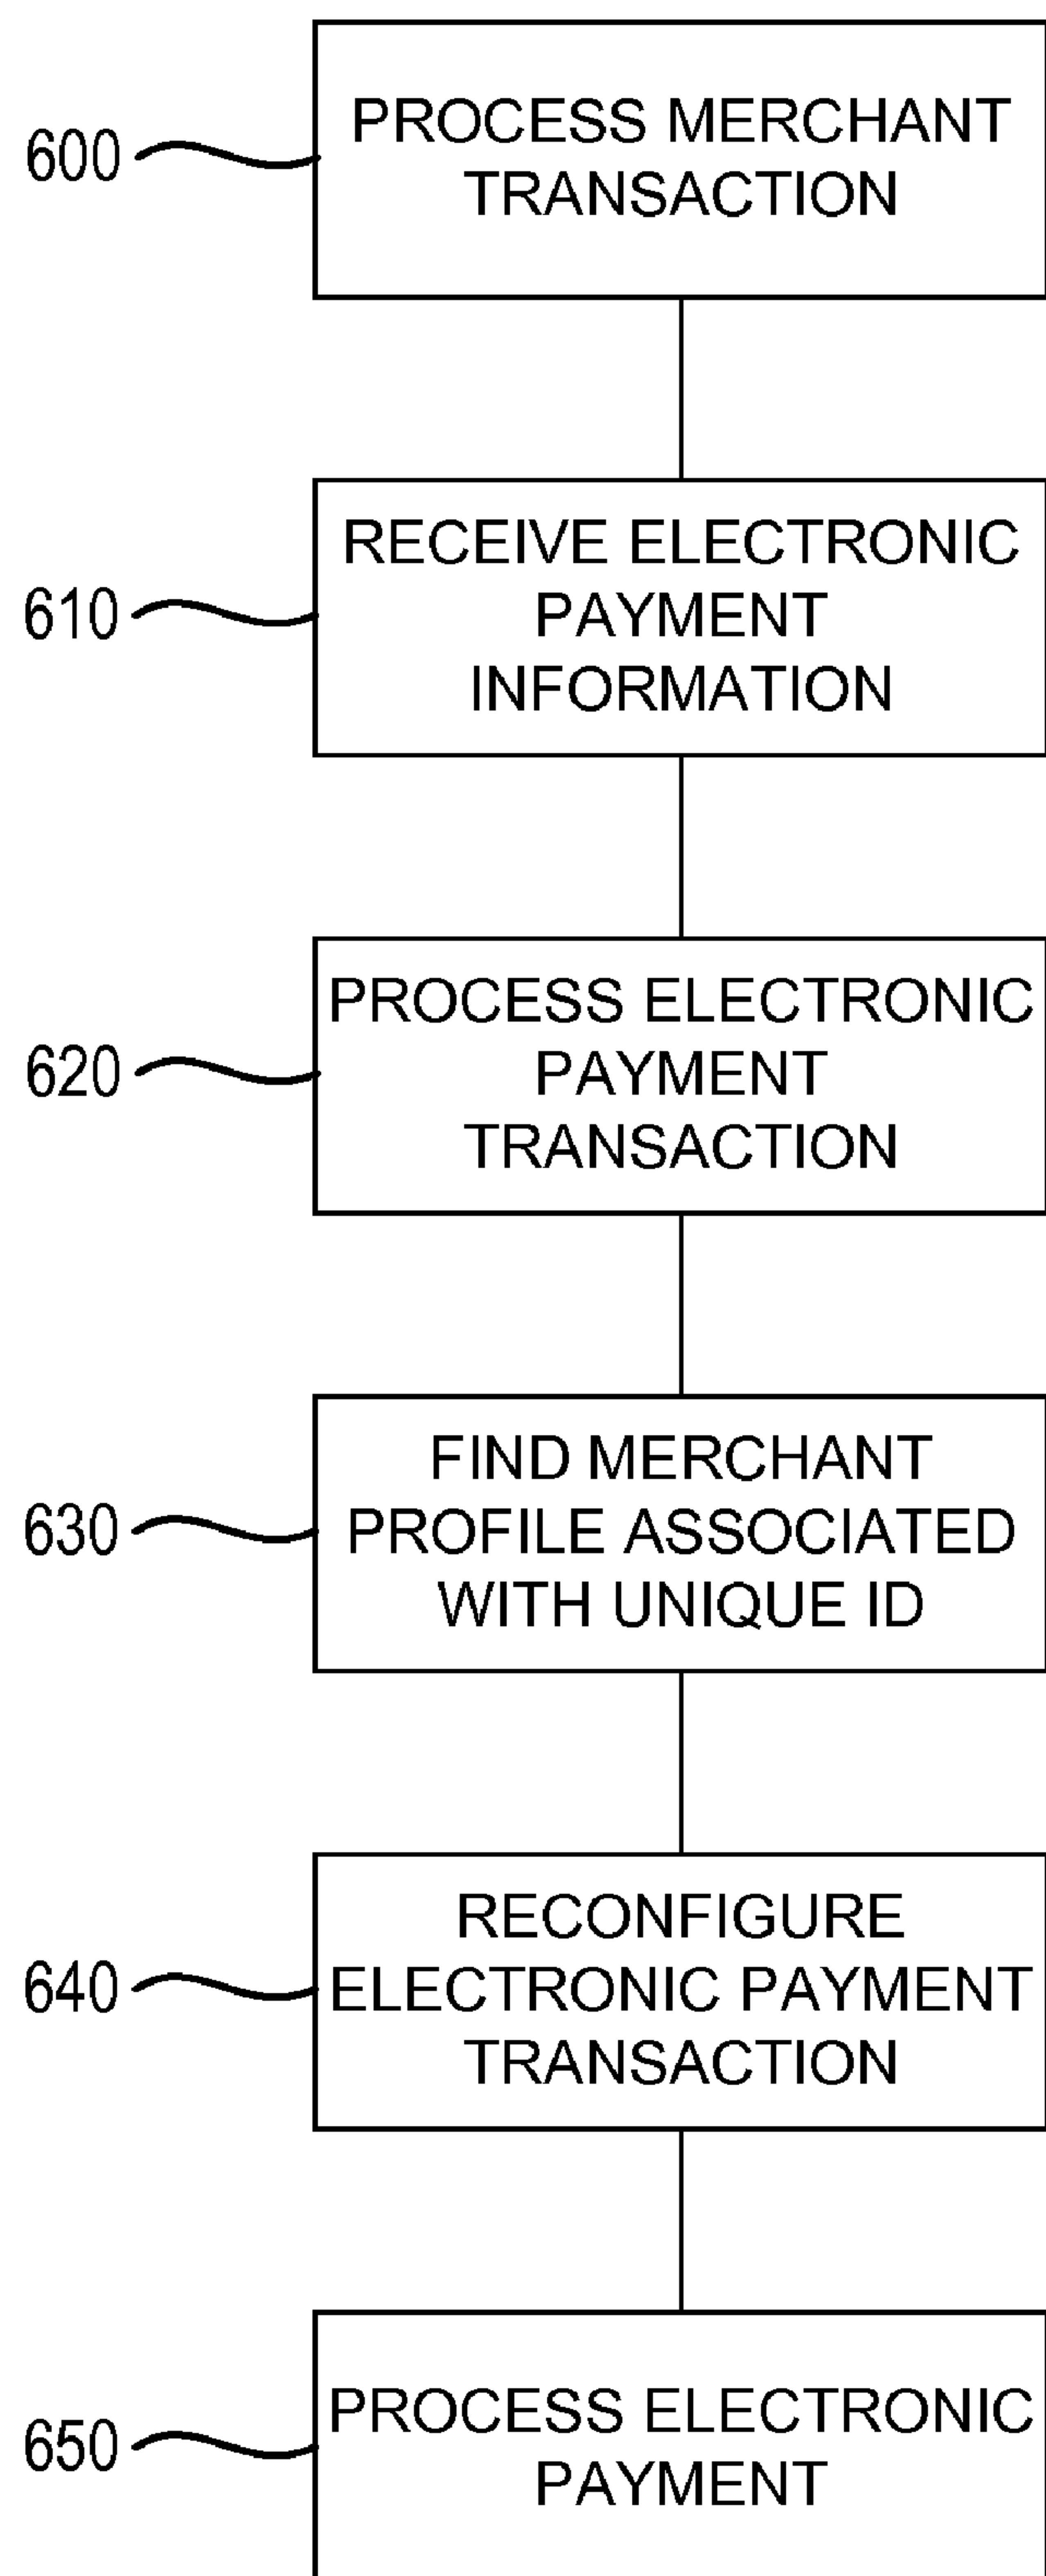 600
PROCESS MERCHANT
TRANSACTION
610
RECEIVE ELECTRONIC
PAYMENT
INFORMATION
620
PROCESS ELECTRONIC
PAYMENT
TRANSACTION
630
FIND MERCHANT
PROFILE ASSOCIATED
WITH UNIQUE ID
640
RECONFIGURE
ELECTRONIC PAYMENT
TRANSACTION
650
PROCESS ELECTRONIC
PAYMENT